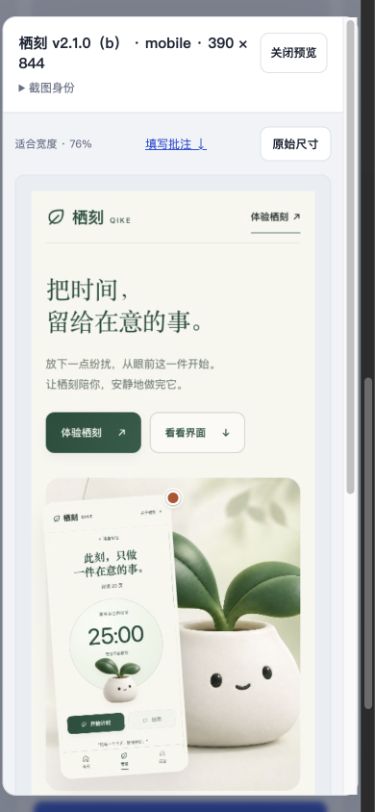 栖刻 v2.1.0（b） · mobile · 390 ×
844
关闭预览
▶ 截图身份
适合宽度 · 76%
填写批注 ↓
原始尺寸
栖刻 QIKE
体验栖刻 ↗
把时间，
留给在意的事。
放下一点纷扰，从眼前这一件开始。
让栖刻陪你，安静地做完它。
体验栖刻 ↗
看看界面 ↓
栖刻
此刻，只做
一件在意的事。
25:00
开始计时